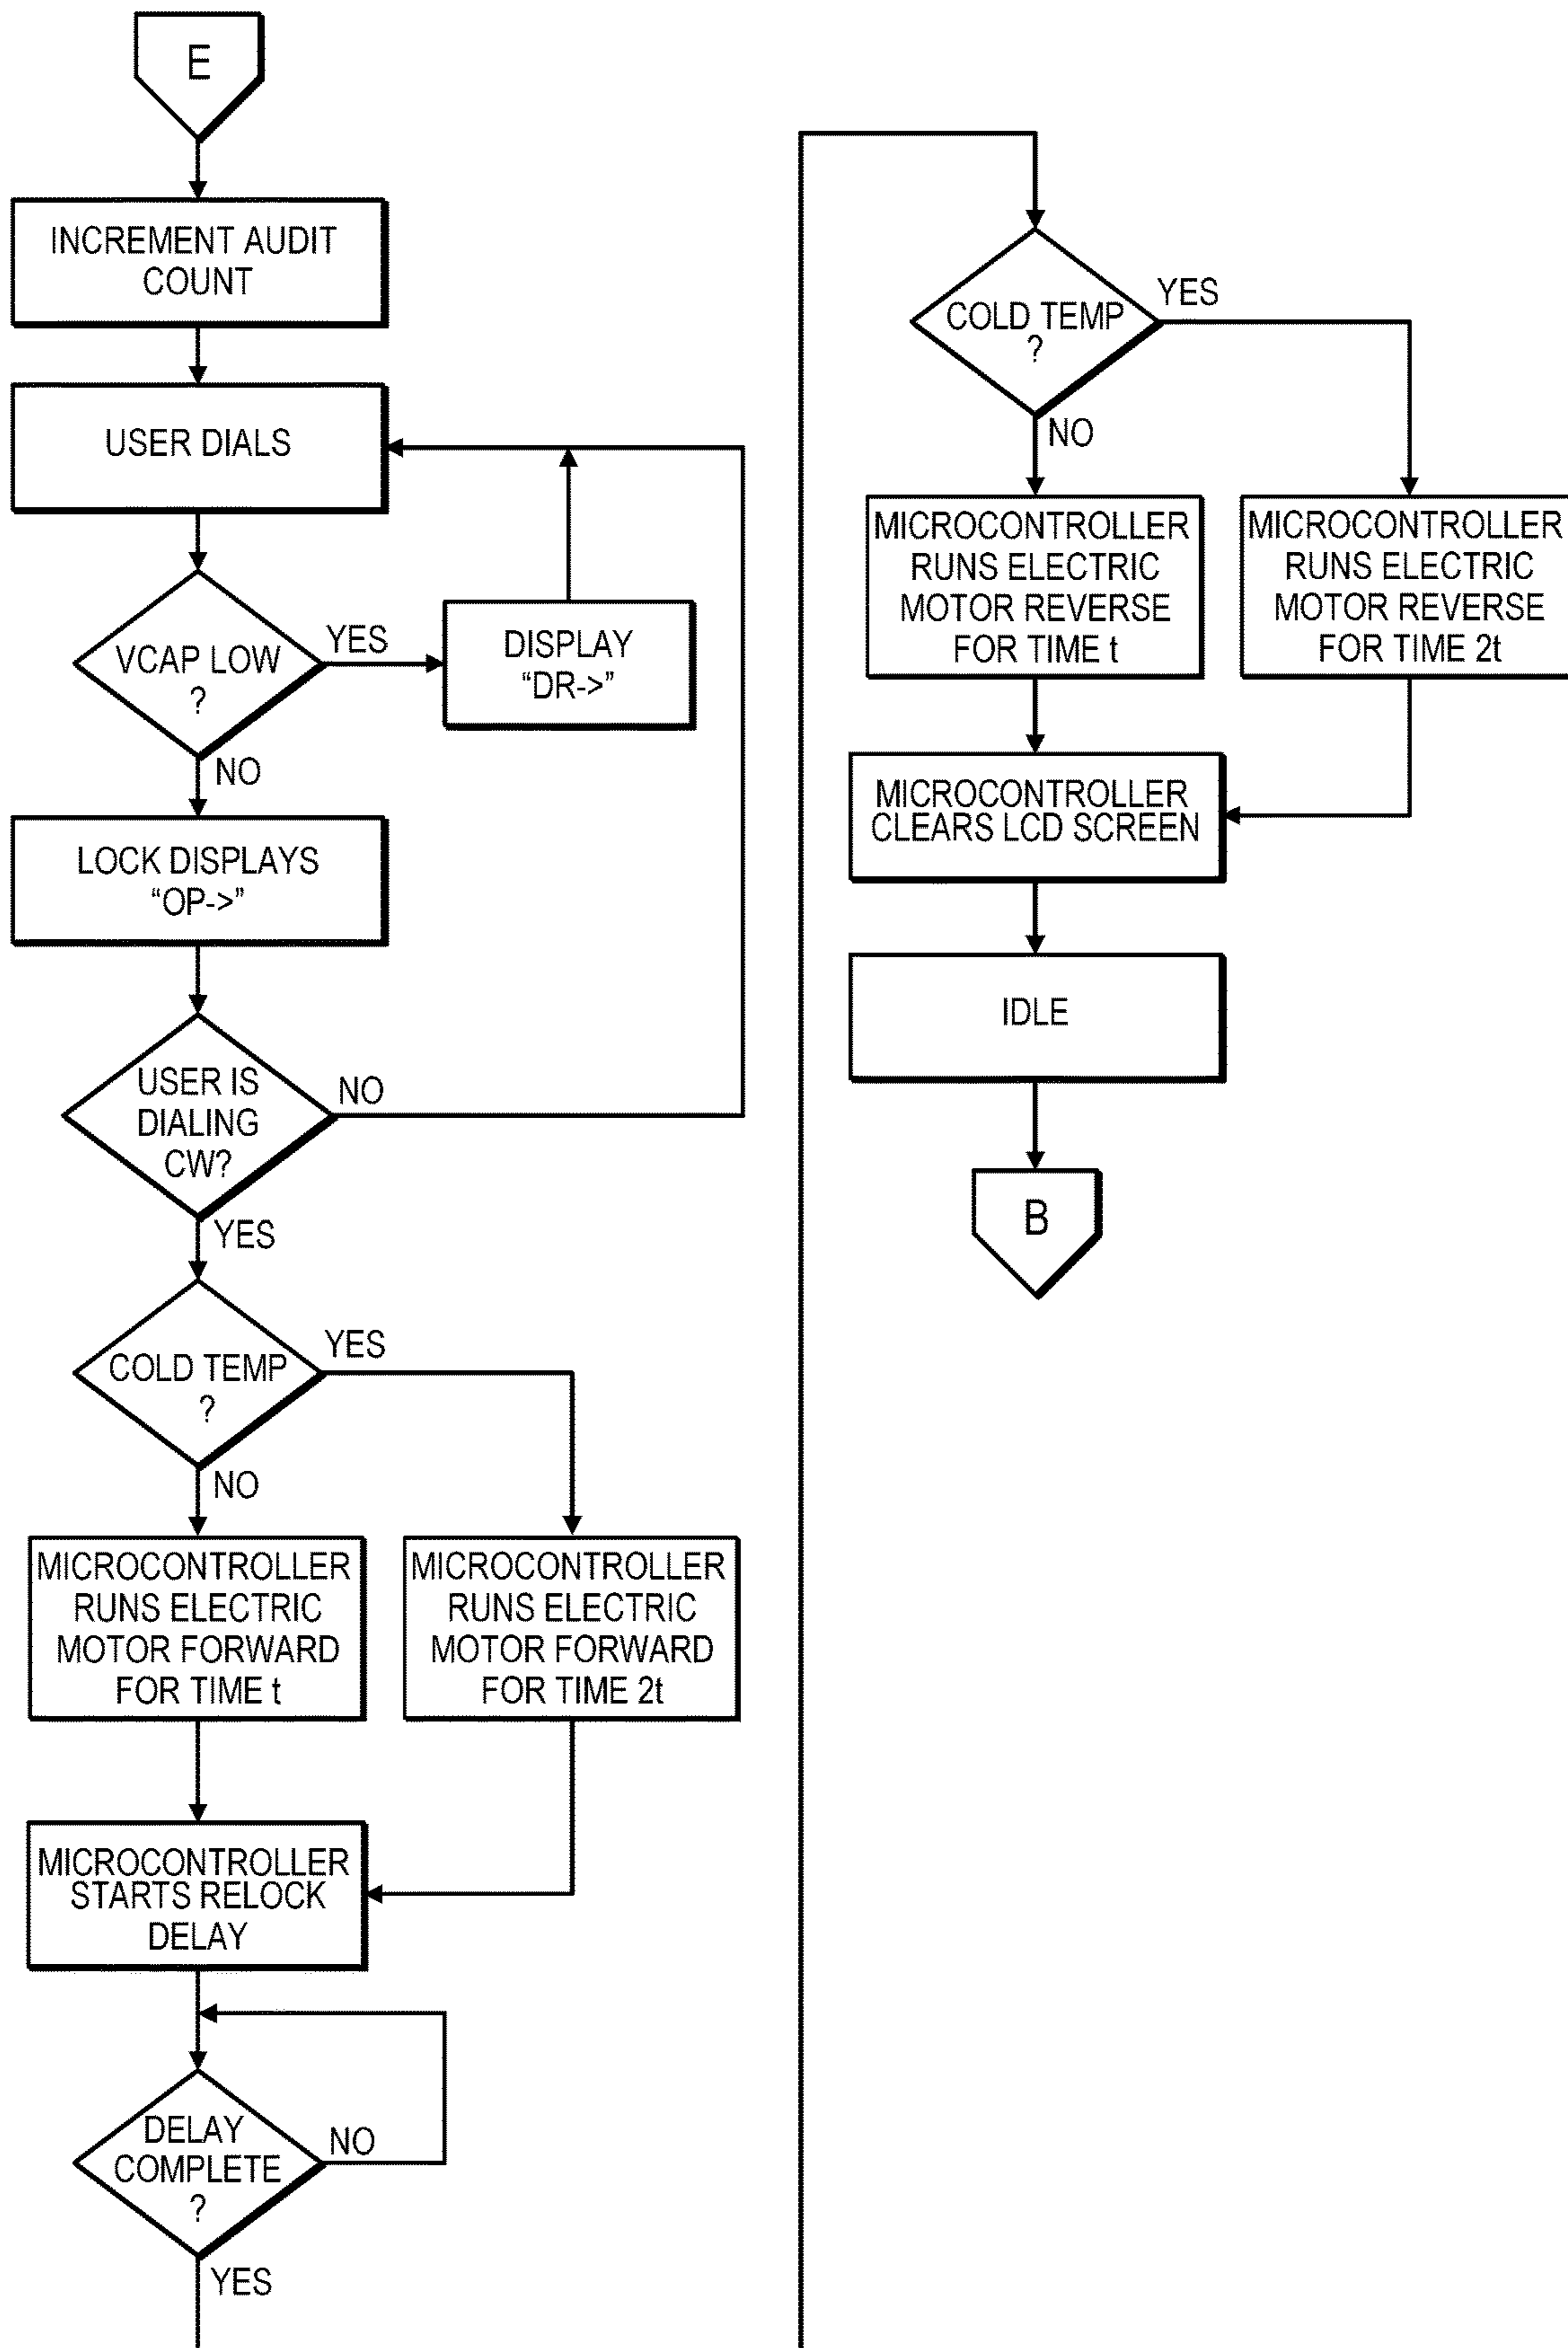 E
INCREMENT AUDIT
COUNT
USER DIALS
VCAP LOW
?
YES
DISPLAY
“DR->”
NO
LOCK DISPLAYS
“OP->”
USER IS
DIALING
CW?
NO
YES
COLD TEMP
?
YES
NO
MICROCONTROLLER
RUNS ELECTRIC
MOTOR FORWARD
FOR TIME t
MICROCONTROLLER
RUNS ELECTRIC
MOTOR FORWARD
FOR TIME 2t
MICROCONTROLLER
STARTS RELOCK
DELAY
DELAY
COMPLETE
?
NO
YES
COLD TEMP
?
YES
NO
MICROCONTROLLER
RUNS ELECTRIC
MOTOR REVERSE
FOR TIME t
MICROCONTROLLER
RUNS ELECTRIC
MOTOR REVERSE
FOR TIME 2t
MICROCONTROLLER
CLEARS LCD SCREEN
IDLE
B